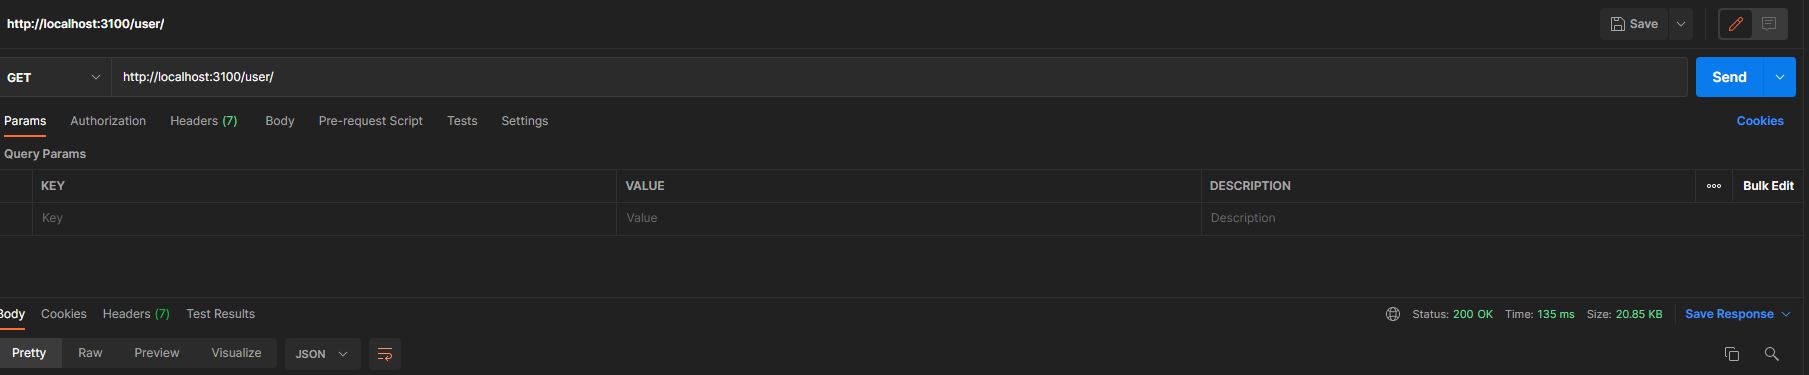 http://localhost:3100/user/
Save
GET http://localhost:3100/user/ Send
Params Authorization Headers (7) Body Pre-request Script Tests Settings Cookies
Query Params
KEY VALUE DESCRIPTION Bulk Edit
Key Value Description
Body Cookies Headers (7) Test Results Status: 200 OK Time: 135 ms Size: 20.85 KB Save Response
Pretty Raw Preview Visualize JSON